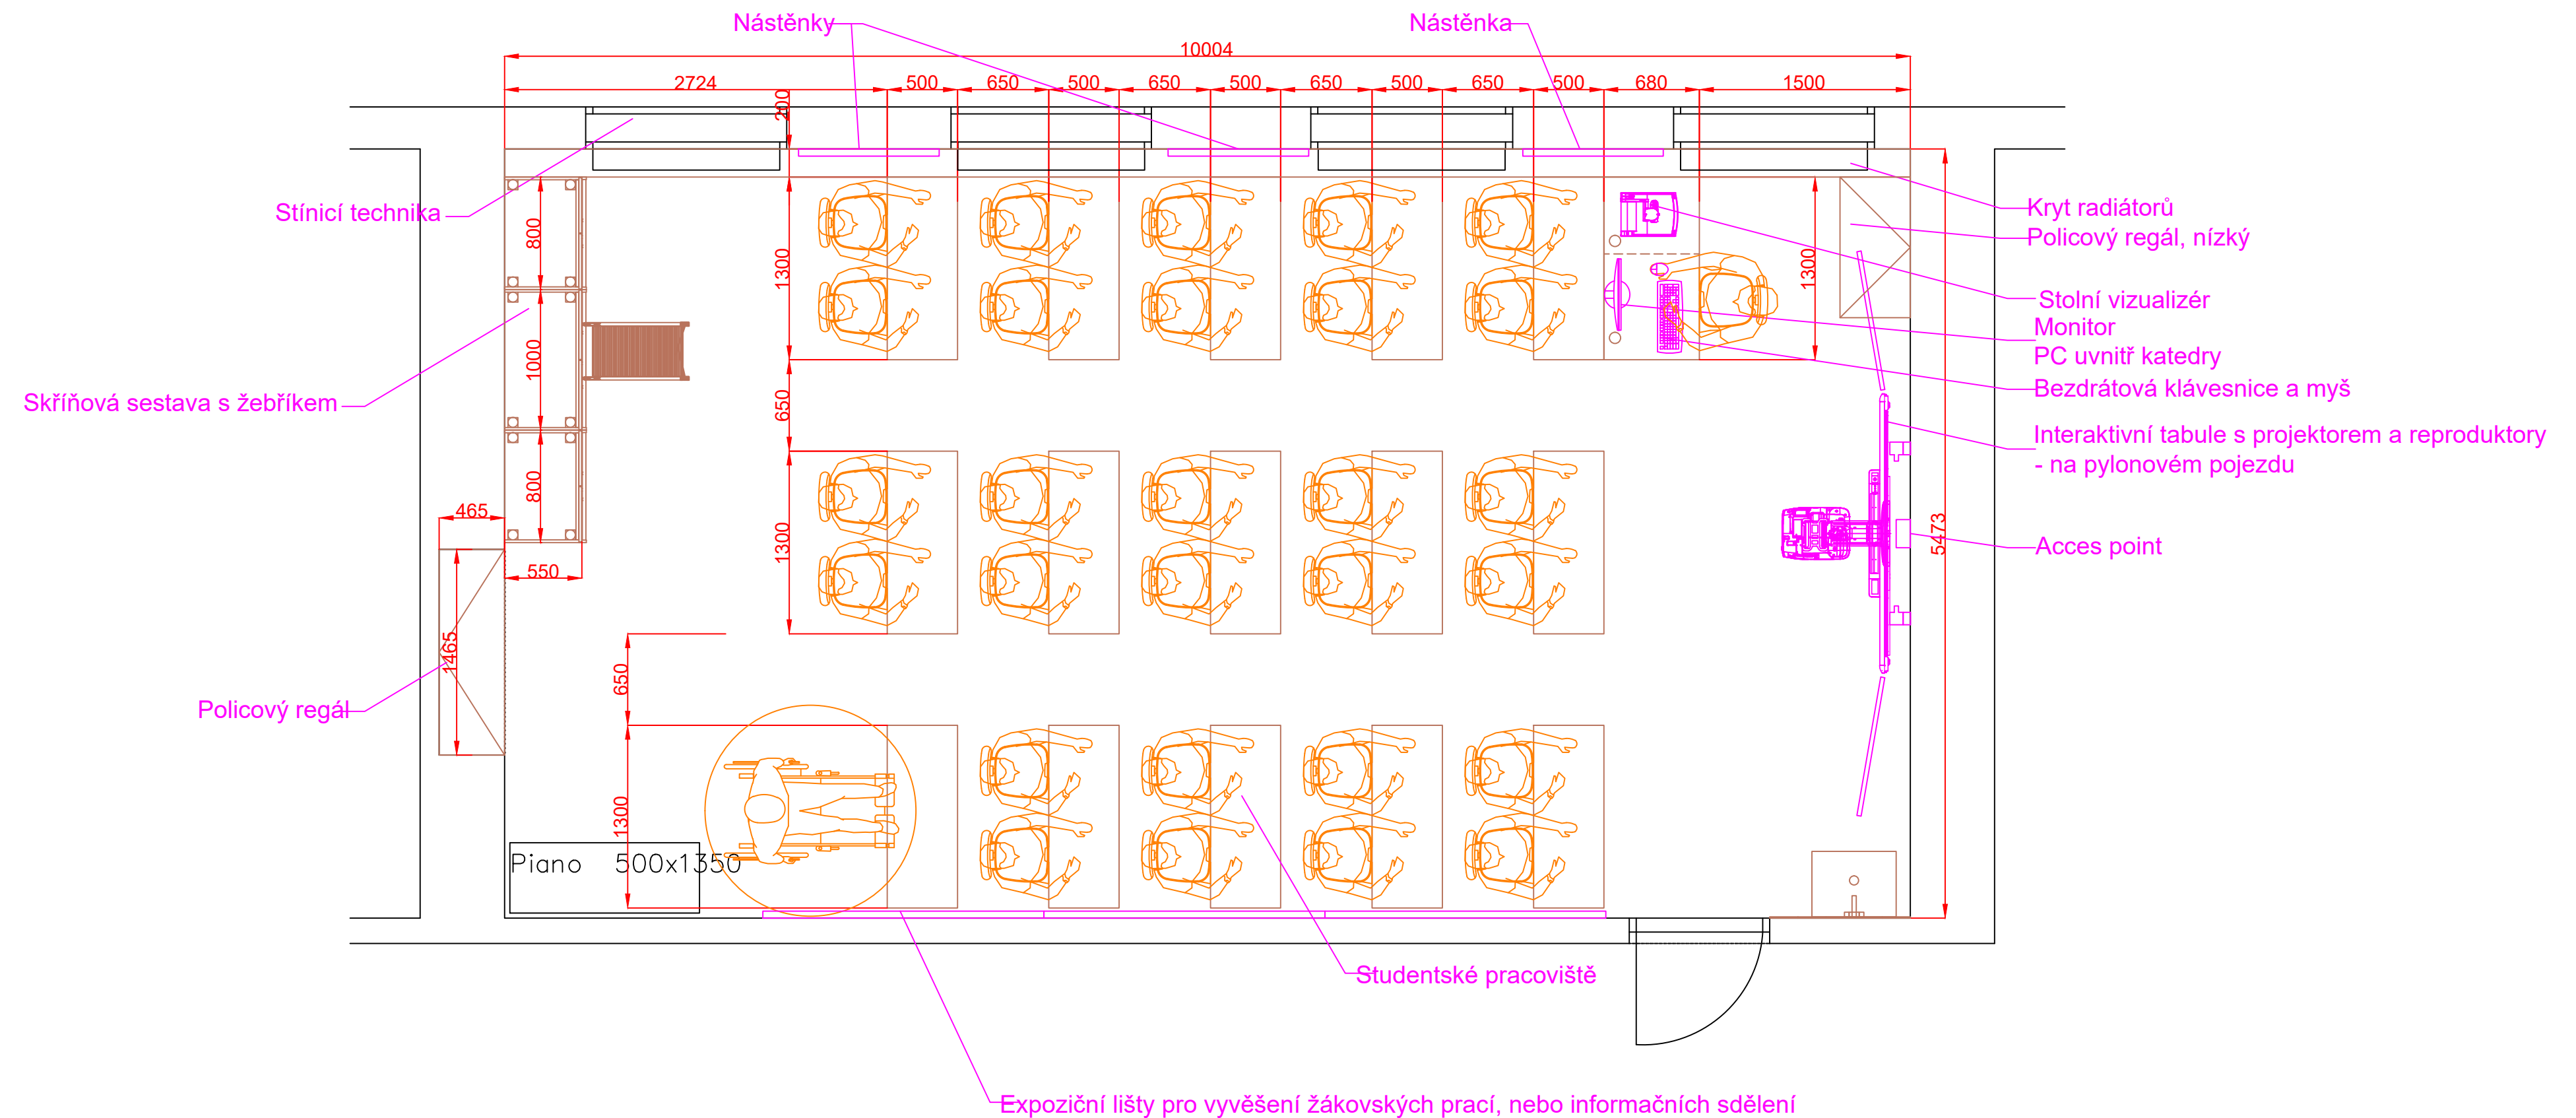 Nástěnky
Nástěnka
10004
2724
500
650
500
650
500
650
500
650
500
680
1500
200
Stínicí technika
800
1300
1300
Kryt radiátorů
Policový regál, nízký
Stolní vizualizér
Monitor
PC uvnitř katedry
Bezdrátová klávesnice a myš
1000
Skříňová sestava s žebříkem
650
Interaktivní tabule s projektorem a reproduktory
- na pylonovém pojezdu
800
465
1300
5473
Acces point
550
1465
650
Policový regál
1300
Piano 500x1350
Studentské pracoviště
Expoziční lišty pro vyvěšení žákovských prací, nebo informačních sdělení